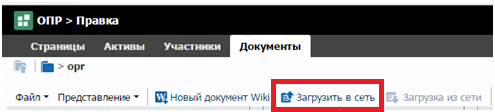 ОПР > Правка
Страницы Активы Участники Документы
> opr
Файл Представление Новый документ Wiki Загрузить в сеть Загрузка из сети